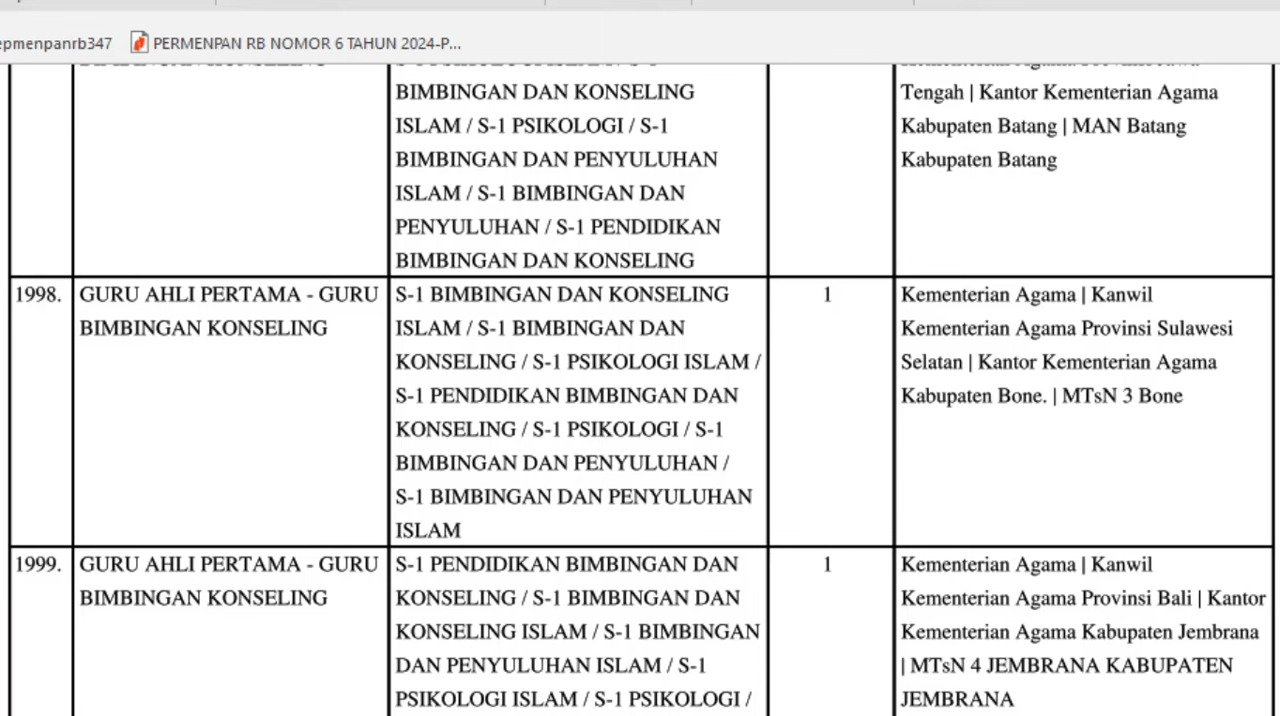 epmenpanrb347
PERMENPAN RB NOMOR 6 TAHUN 2024-P...
BIMBINGAN DAN KONSELING
ISLAM / S-1 PSIKOLOGI / S-1
BIMBINGAN DAN PENYULUHAN
ISLAM / S-1 BIMBINGAN DAN
PENYULUHAN / S-1 PENDIDIKAN
BIMBINGAN DAN KONSELING
Tengah | Kantor Kementerian Agama
Kabupaten Batang | MAN Batang
Kabupaten Batang
1998.
GURU AHLI PERTAMA - GURU
BIMBINGAN KONSELING
S-1 BIMBINGAN DAN KONSELING
ISLAM / S-1 BIMBINGAN DAN
KONSELING / S-1 PSIKOLOGI ISLAM /
S-1 PENDIDIKAN BIMBINGAN DAN
KONSELING / S-1 PSIKOLOGI / S-1
BIMBINGAN DAN PENYULUHAN /
S-1 BIMBINGAN DAN PENYULUHAN
ISLAM
1
Kementerian Agama | Kanwil
Kementerian Agama Provinsi Sulawesi
Selatan | Kantor Kementerian Agama
Kabupaten Bone. | MTsN 3 Bone
1999.
GURU AHLI PERTAMA - GURU
BIMBINGAN KONSELING
S-1 PENDIDIKAN BIMBINGAN DAN
KONSELING / S-1 BIMBINGAN DAN
KONSELING ISLAM / S-1 BIMBINGAN
DAN PENYULUHAN ISLAM / S-1
PSIKOLOGI ISLAM / S-1 PSIKOLOGI /
1
Kementerian Agama | Kanwil
Kementerian Agama Provinsi Bali | Kantor
Kementerian Agama Kabupaten Jembrana
| MTsN 4 JEMBRANA KABUPATEN
JEMBRANA